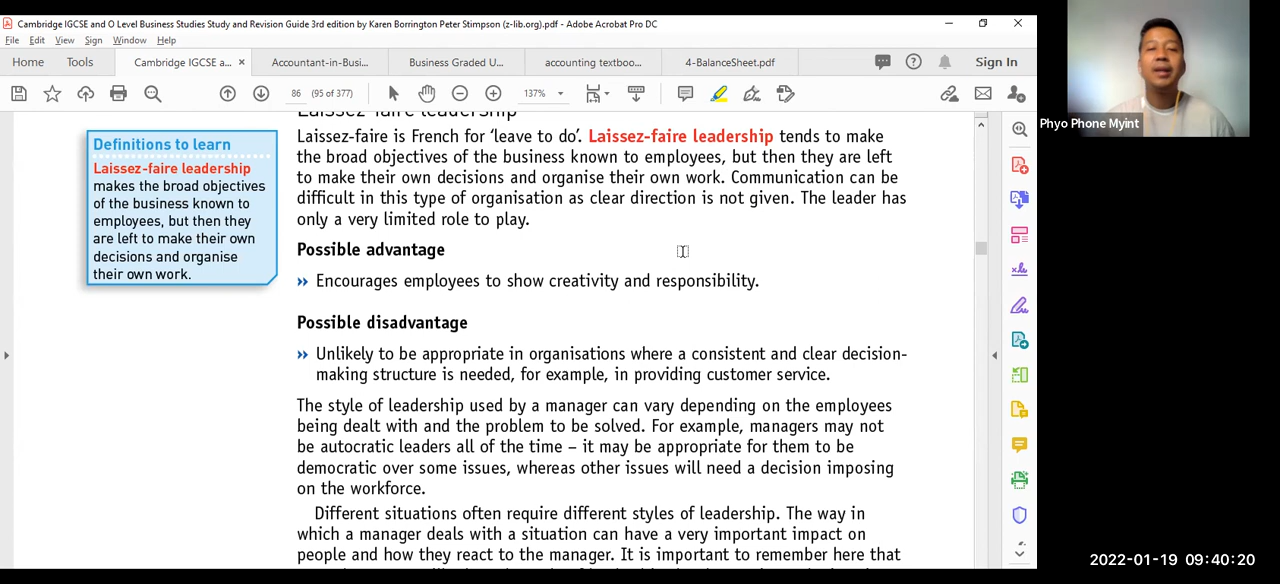 Cambridge IGCSE and O Level Business Studies Study and Revision Guide 3rd edition by Karen Borrington Peter Stimpson (z-lib.org).pdf - Adobe Acrobat Pro DC
File Edit View Sign Window Help
Home Tools Cambridge IGCSE a... × Accountant-in-Busi... Business Graded U... accounting textboo... 4-BalanceSheet.pdf Sign In
86 (95 of 377) 137%
Phyo Phone Myint
Laissez-faire leadership
Definitions to learn
Laissez-faire leadership
makes the broad objectives
of the business known to
employees, but then they
are left to make their own
decisions and organise
their own work.
Laissez-faire is French for ‘leave to do’. Laissez-faire leadership tends to make
the broad objectives of the business known to employees, but then they are left
to make their own decisions and organise their own work. Communication can be
difficult in this type of organisation as clear direction is not given. The leader has
only a very limited role to play.
Possible advantage
» Encourages employees to show creativity and responsibility.
Possible disadvantage
» Unlikely to be appropriate in organisations where a consistent and clear decision-
making structure is needed, for example, in providing customer service.
The style of leadership used by a manager can vary depending on the employees
being dealt with and the problem to be solved. For example, managers may not
be autocratic leaders all of the time – it may be appropriate for them to be
democratic over some issues, whereas other issues will need a decision imposing
on the workforce.
Different situations often require different styles of leadership. The way in
which a manager deals with a situation can have a very important impact on
people and how they react to the manager. It is important to remember here that
2022-01-19 09:40:20